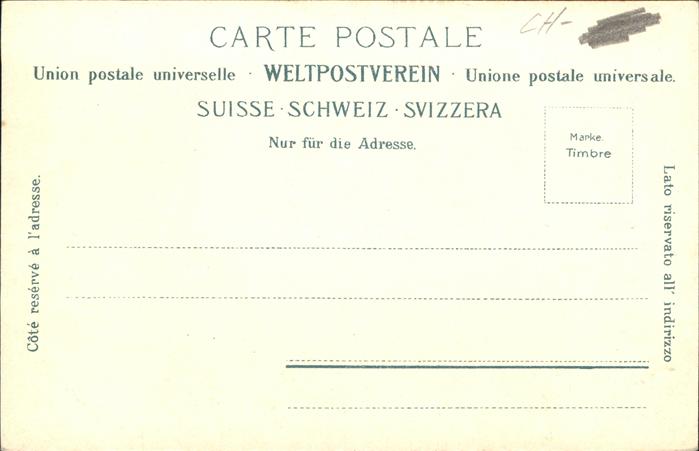 CARTE POSTALE
CH-
Union postale universelle · WELTPOSTVEREIN · Unione postale universale.
SUISSE · SCHWEIZ · SVIZZERA
Nur für die Adresse.
Marke.
Timbre
Côté resérvé à l'adresse.
Lato riservato all' indirizzo